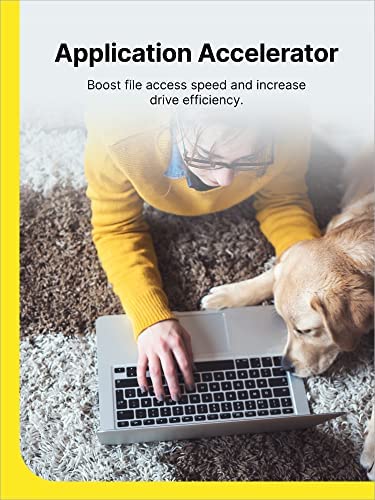 Application Accelerator
Boost file access speed and increase
drive efficiency.